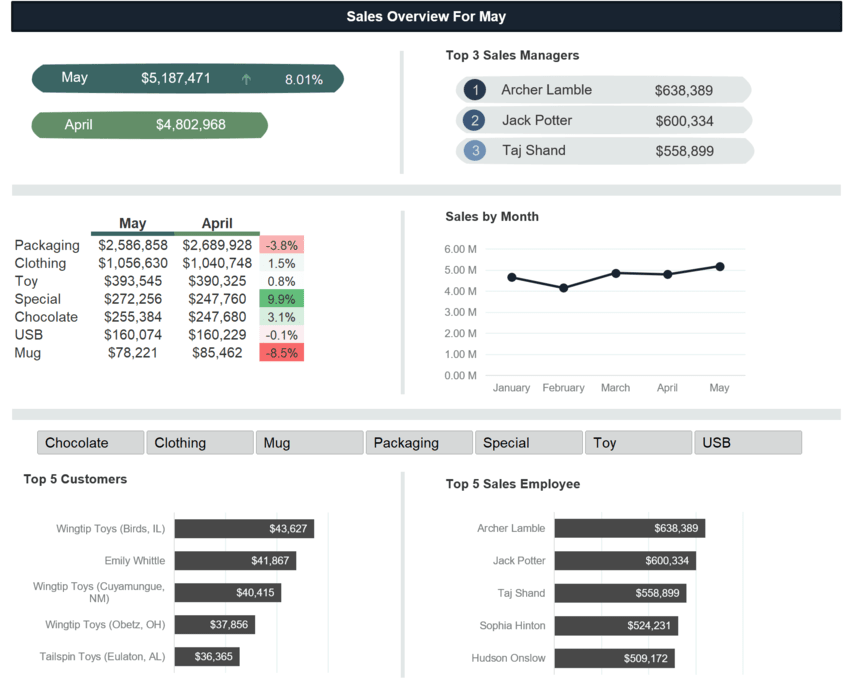 Sales Overview For May
May $5,187,471 ↑ 8.01%
April $4,802,968
Top 3 Sales Managers
1 Archer Lamble $638,389
2 Jack Potter $600,334
3 Taj Shand $558,899
May April
Packaging $2,586,858 $2,689,928 -3.8%
Clothing $1,056,630 $1,040,748 1.5%
Toy $393,545 $390,325 0.8%
Special $272,256 $247,760 9.9%
Chocolate $255,384 $247,680 3.1%
USB $160,074 $160,229 -0.1%
Mug $78,221 $85,462 -8.5%
Sales by Month
6.00 M
5.00 M
4.00 M
3.00 M
2.00 M
1.00 M
0.00 M
January February March April May
Chocolate Clothing Mug Packaging Special Toy USB
Top 5 Customers
Wingtip Toys (Birds, IL) $43,627
Emily Whittle $41,867
Wingtip Toys (Cuyamungue,
NM) $40,415
Wingtip Toys (Obetz, OH) $37,856
Tailspin Toys (Eulaton, AL) $36,365
Top 5 Sales Employee
Archer Lamble $638,389
Jack Potter $600,334
Taj Shand $558,899
Sophia Hinton $524,231
Hudson Onslow $509,172